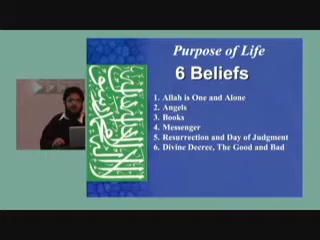 Purpose of Life
6 Beliefs
1. Allah is One and Alone
2. Angels
3. Books
4. Messenger
5. Resurrection and Day of Judgment
6. Divine Decree, The Good and Bad